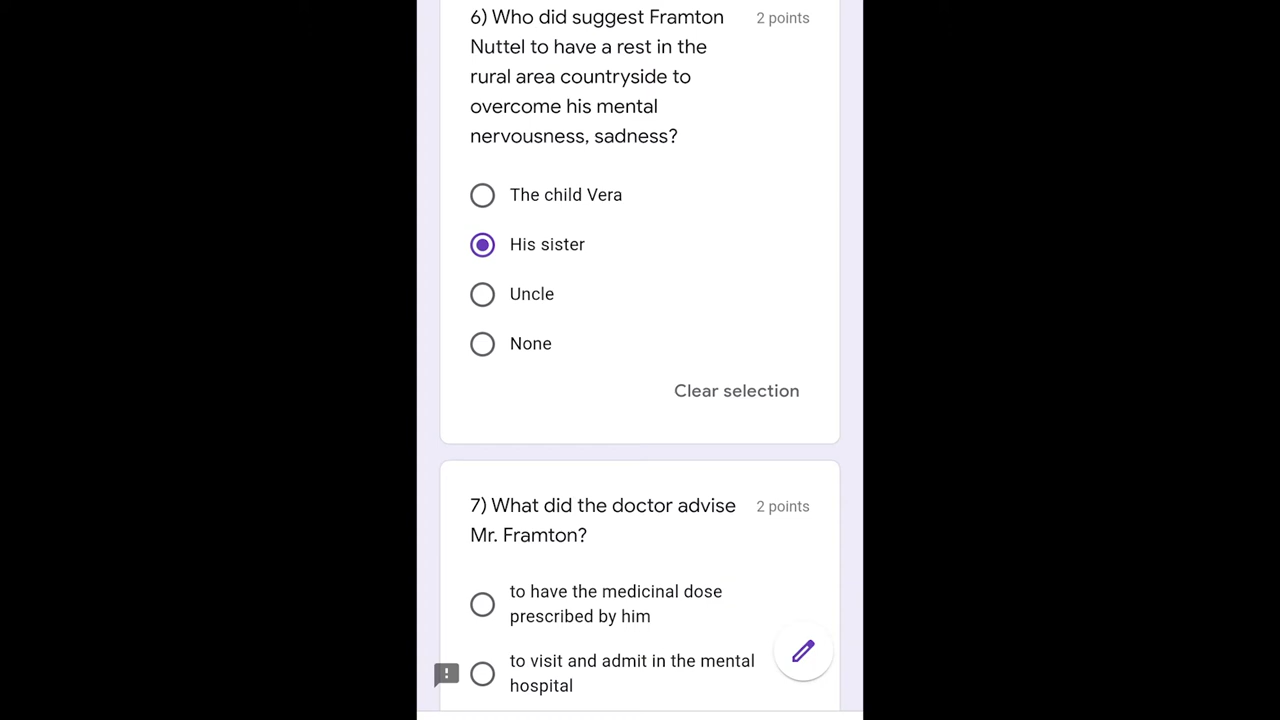 6) Who did suggest Framton
2 points
Nuttel to have a rest in the
rural area countryside to
overcome his mental
nervousness, sadness?
The child Vera
His sister
Uncle
None
Clear selection
7) What did the doctor advise
2 points
Mr. Framton?
to have the medicinal dose
prescribed by him
to visit and admit in the mental
hospital